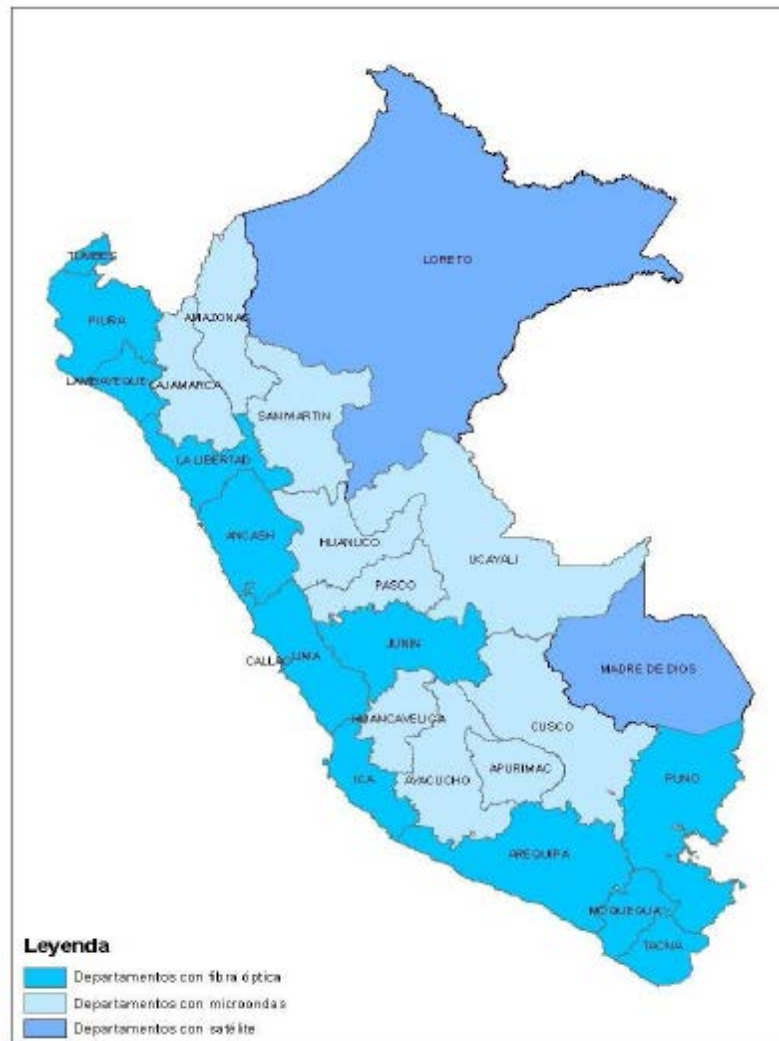 LORETO
TUMBES
AMAZONAS
PIURA
LAMBAYEQUE
CAJAMARCA
SAN MARTIN
LA LIBERTAD
ANCASH
HUANUCO
UCAYALI
PASCO
JUNIN
CALLAO
LIMA
MADRE DE DIOS
HUANCAVELICA
CUSCO
ICA
AYACUCHO
APURIMAC
PUNO
AREQUIPA
MOQUEGUA
TACNA
Leyenda
Departamentos con fibra óptica
Departamentos con microondas
Departamentos con satélite